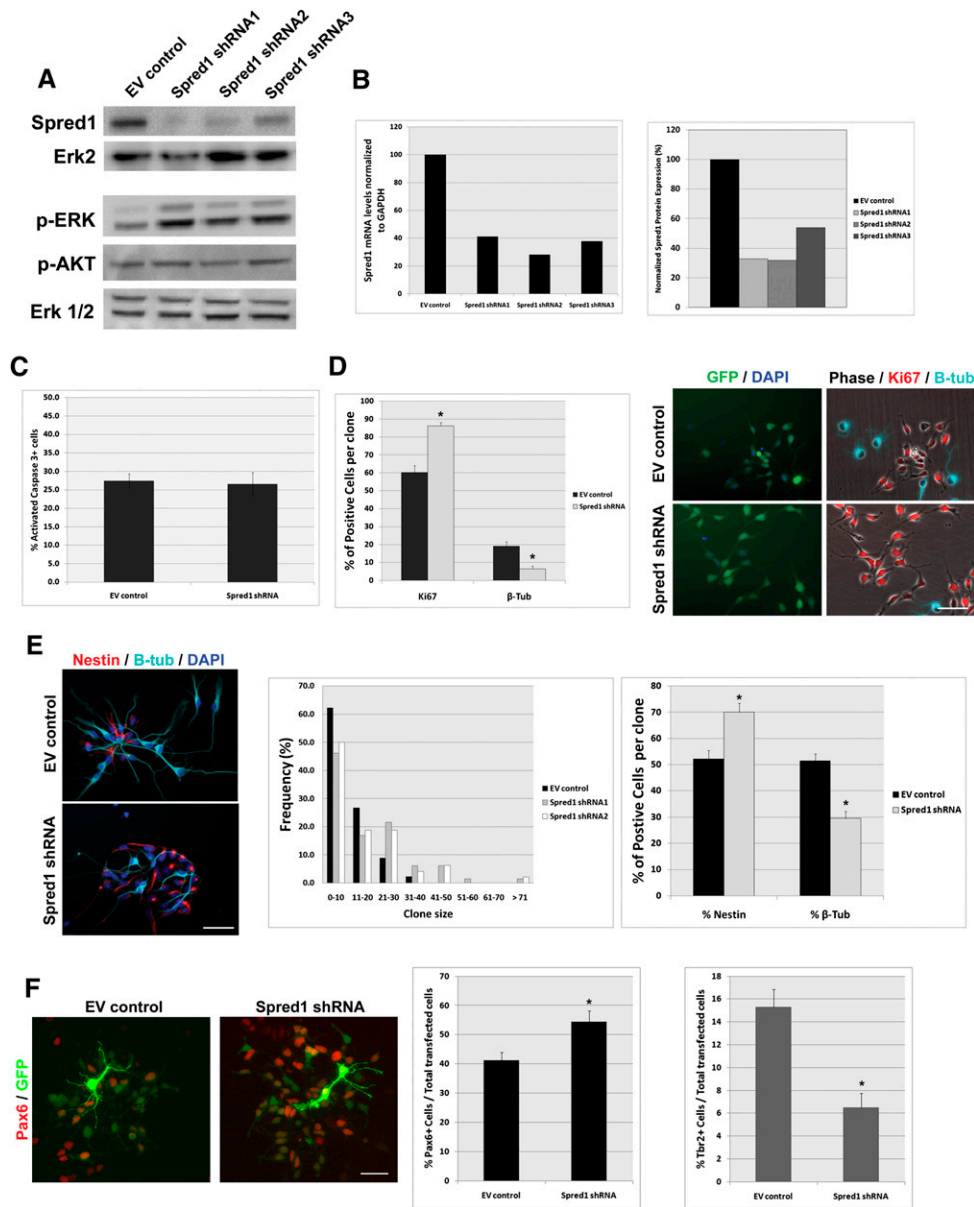 A
EV control
Spred1 shRNA1
Spred1 shRNA2
Spred1 shRNA3
Spred1
Erk2
p-ERK
p-AKT
Erk 1/2
B
Spred1 mRNA levels normalized
to GAPDH
120
100
80
60
40
20
0
EV control
Spred1 shRNA1
Spred1 shRNA2
Spred1 shRNA3
Normalized Spred1 Protein Expression (%)
120
100
80
60
40
20
0
EV control
Spred1 shRNA1
Spred1 shRNA2
Spred1 shRNA3
C
% Activated Caspase 3+ cells
50.0
45.0
40.0
35.0
30.0
25.0
20.0
15.0
10.0
5.0
0.0
EV control
Spred1 shRNA
D
% of Positive Cells per clone
100
90
80
70
60
50
40
30
20
10
0
*
*
Ki67
β-Tub
EV control
Spred1 shRNA
GFP / DAPI
Phase / Ki67 / B-tub
EV control
Spred1 shRNA
E
Nestin / B-tub / DAPI
EV control
Spred1 shRNA
Frequency (%)
70.0
60.0
50.0
40.0
30.0
20.0
10.0
0.0
0-10
11-20
21-30
31-40
41-50
51-60
61-70
>71
Clone size
EV control
Spred1 shRNA1
Spred1 shRNA2
% of Postive Cells per clone
80
70
60
50
40
30
20
10
0
*
*
% Nestin
% β-Tub
EV control
Spred1 shRNA
F
EV control
Spred1 shRNA
Pax6 / GFP
% Pax6+ Cells / Total transfected cells
70
60
50
40
30
20
10
0
*
EV control
Spred1 shRNA
% Tbr2+ Cells / Total transfected cells
18
16
14
12
10
8
6
4
2
0
*
EV control
Spred1 shRNA